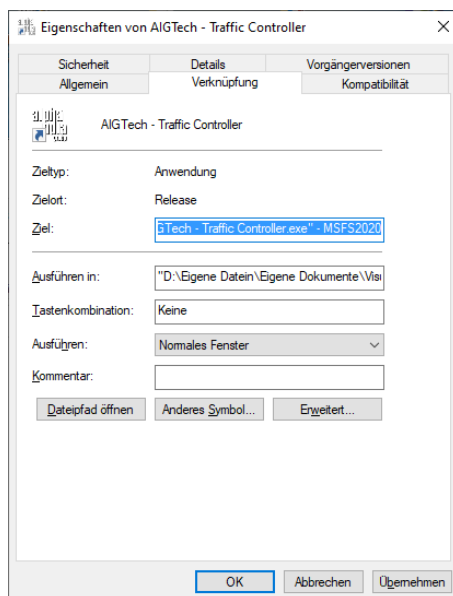 Eigenschaften von AIGTech - Traffic Controller
Sicherheit Details Vorgängerversionen
Allgemein Verknüpfung Kompatibilität
AIGTech - Traffic Controller
Zieltyp: Anwendung
Zielort: Release
Ziel: GTech - Traffic Controller.exe" - MSFS2020
Ausführen in: "D:\Eigene Datein\Eigene Dokumente\Visu
Tastenkombination: Keine
Ausführen: Normales Fenster
Kommentar:
Dateipfad öffnen Anderes Symbol... Erweitert...
OK Abbrechen Übernehmen